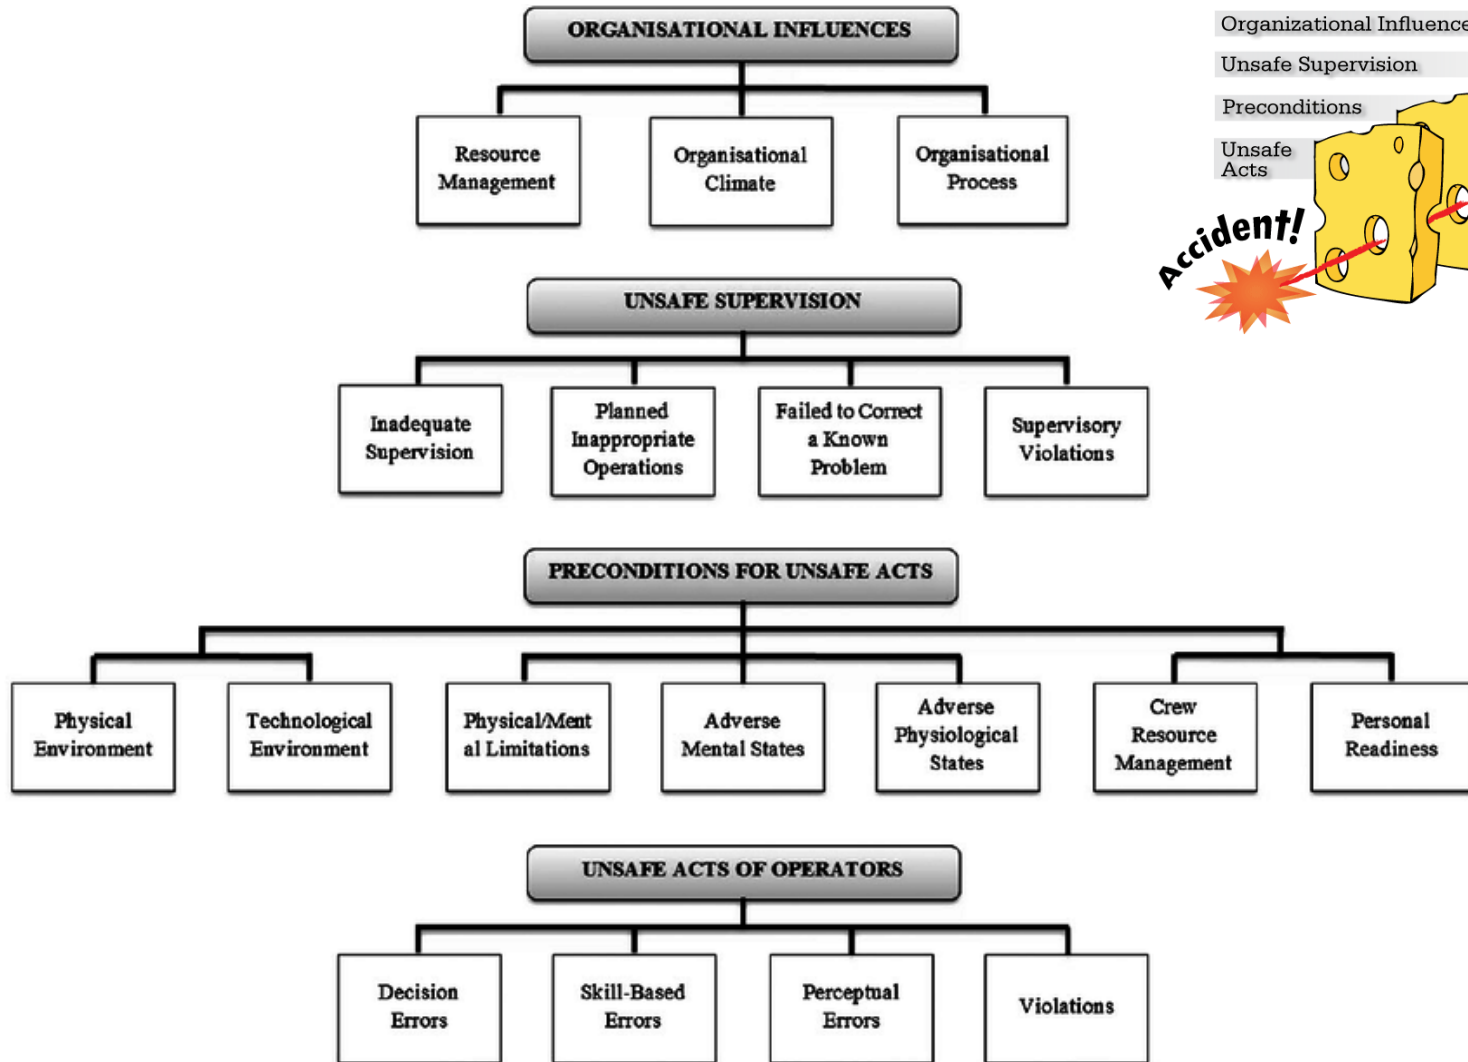 ORGANISATIONAL INFLUENCES
Resource
Management
Organisational
Climate
Organisational
Process
Organizational Influence
Unsafe Supervision
Preconditions
Unsafe
Acts
Accident!
UNSAFE SUPERVISION
Inadequate
Supervision
Planned
Inappropriate
Operations
Failed to Correct
a Known
Problem
Supervisory
Violations
PRECONDITIONS FOR UNSAFE ACTS
Physical
Environment
Technological
Environment
Physical/Ment
al Limitations
Adverse
Mental States
Adverse
Physiological
States
Crew
Resource
Management
Personal
Readiness
UNSAFE ACTS OF OPERATORS
Decision
Errors
Skill-Based
Errors
Perceptual
Errors
Violations